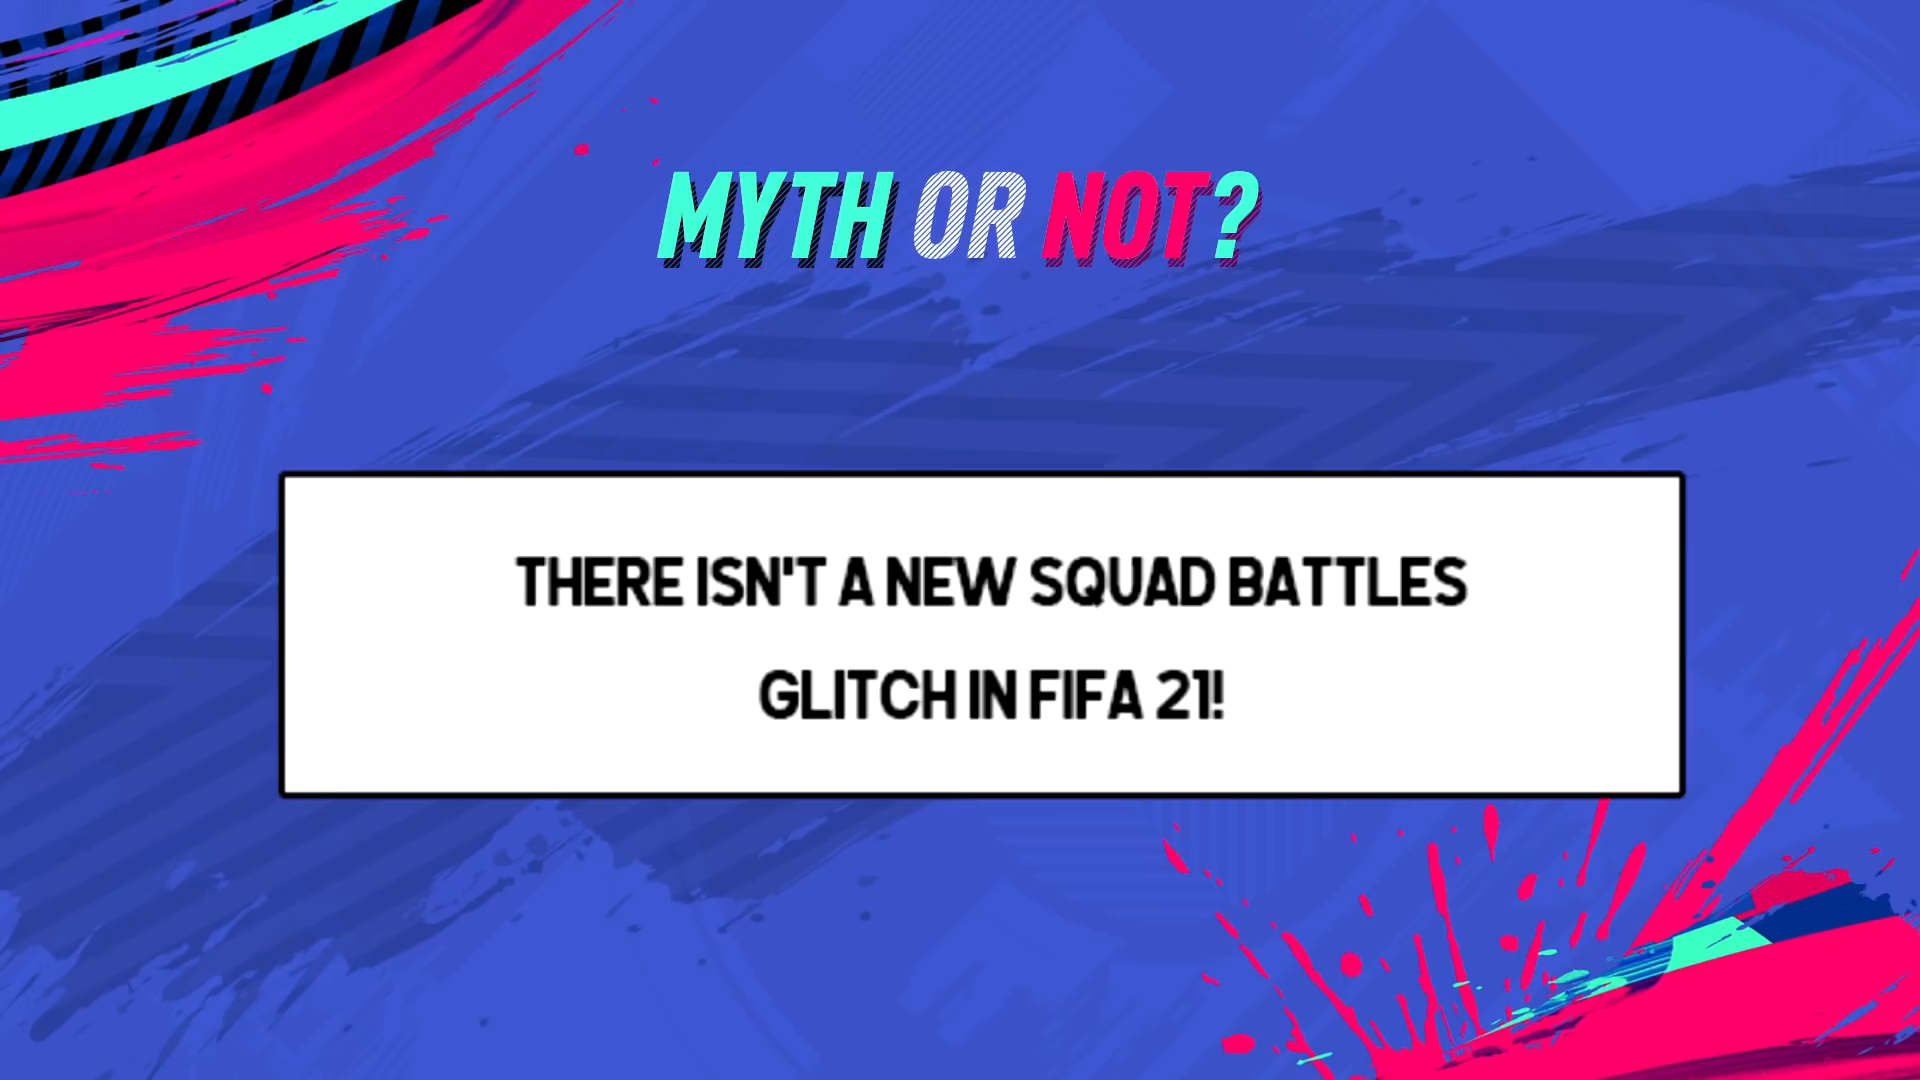 MYTH OR NOT?
THERE ISN'T A NEW SQUAD BATTLES
GLITCH IN FIFA 21!